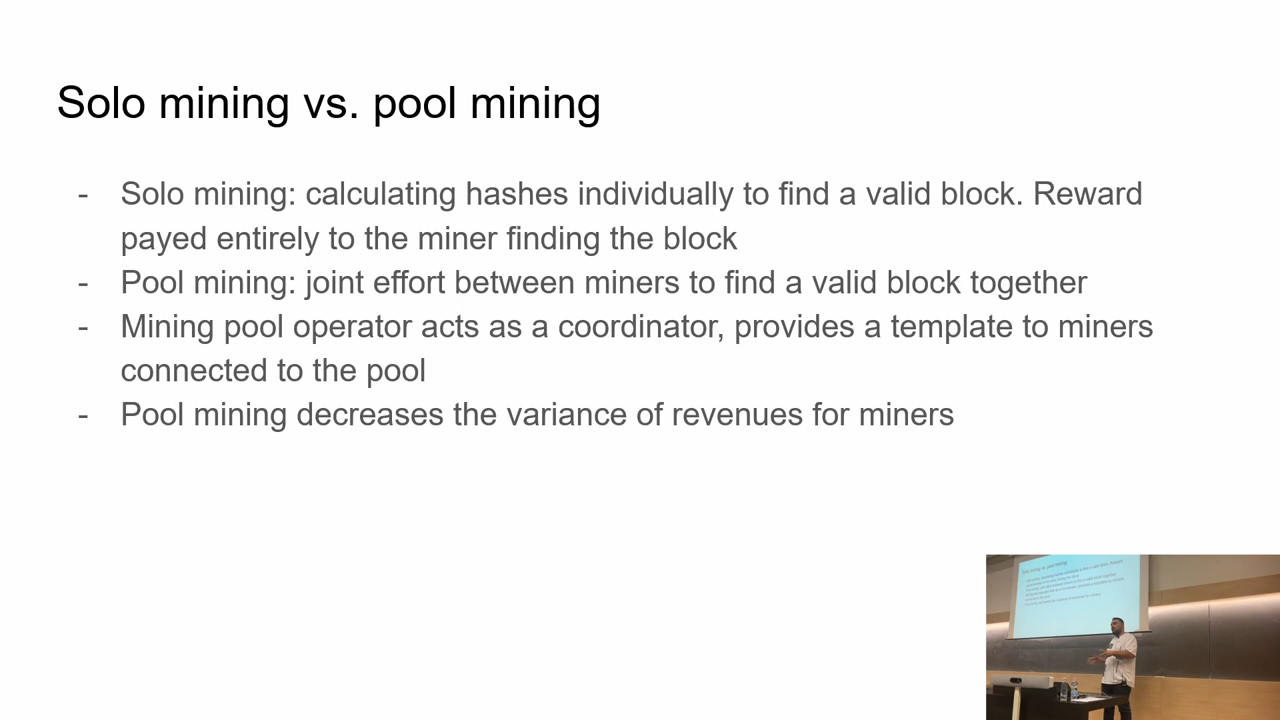 Solo mining vs. pool mining
- Solo mining: calculating hashes individually to find a valid block. Reward
payed entirely to the miner finding the block
- Pool mining: joint effort between miners to find a valid block together
- Mining pool operator acts as a coordinator, provides a template to miners
connected to the pool
- Pool mining decreases the variance of revenues for miners